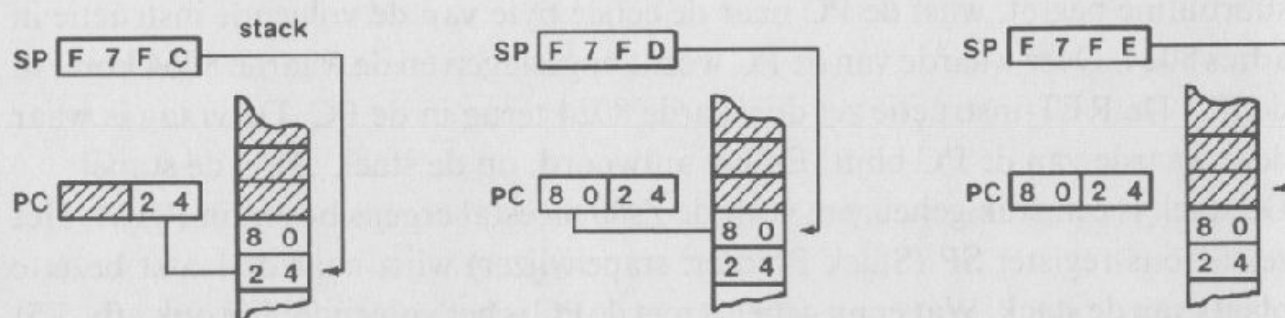 stack
SP F 7 F C
PC 2 4
8 0
2 4
SP F 7 F D
PC 8 0 2 4
8 0
2 4
SP F 7 F E
PC 8 0 2 4
8 0
2 4